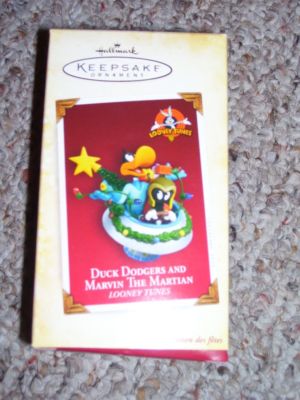 Hallmark
KEEPSAKE
ORNAMENT
LOONEY TUNES
DUCK DODGERS AND
MARVIN THE MARTIAN
LOONEY TUNES
des fêtes